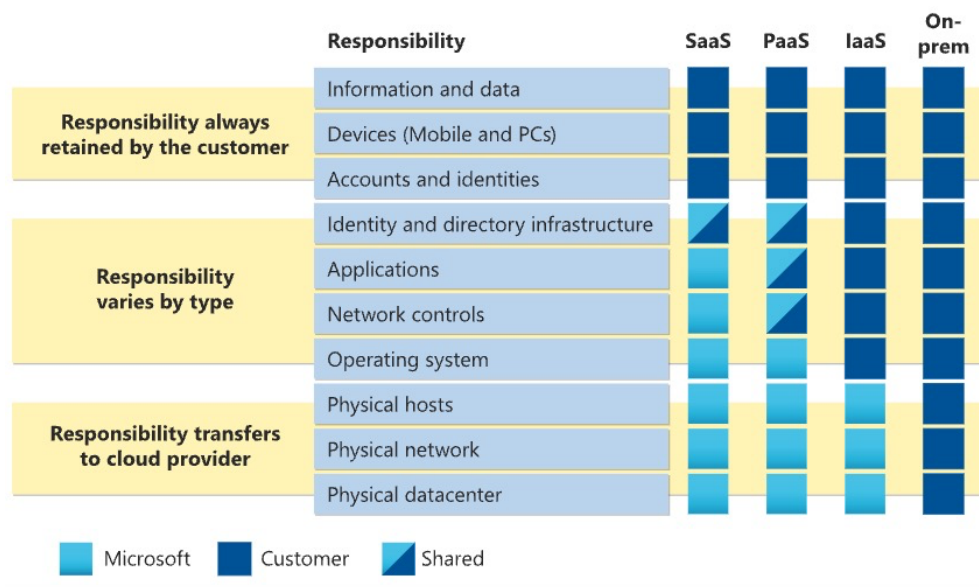 Responsibility SaaS PaaS IaaS On-
prem
Information and data
Responsibility always
retained by the customer
Devices (Mobile and PCs)
Accounts and identities
Identity and directory infrastructure
Responsibility
varies by type
Applications
Network controls
Operating system
Physical hosts
Responsibility transfers
to cloud provider
Physical network
Physical datacenter
Microsoft Customer Shared